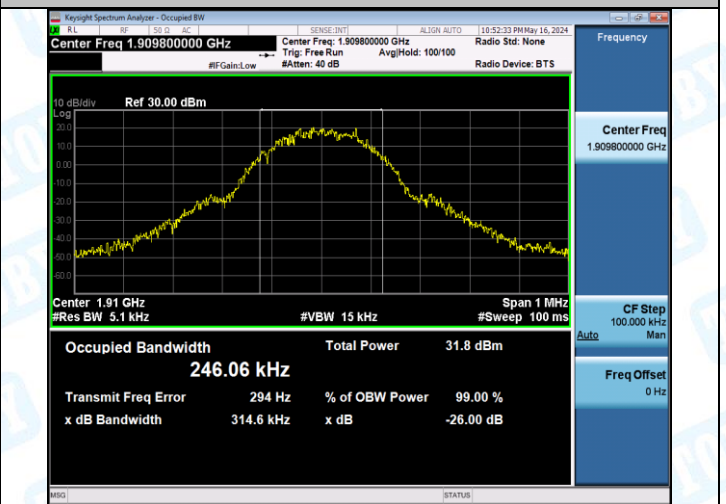 Keysight Spectrum Analyzer - Occupied BW
RL RF 50 Ω AC SENSE:INT ALIGN AUTO 10:52:33 PM May 16, 2024
Center Freq 1.909800000 GHz
Center Freq: 1.909800000 GHz
Radio Std: None
Trig: Free Run Avg|Hold: 100/100
#IFGain:Low #Atten: 40 dB Radio Device: BTS
Frequency
10 dB/div Ref 30.00 dBm
Log
20.0
10.0
0.00
-10.0
-20.0
-30.0
-40.0
-50.0
-60.0
Center 1.91 GHz Span 1 MHz
#Res BW 5.1 kHz #VBW 15 kHz #Sweep 100 ms
Occupied Bandwidth Total Power 31.8 dBm
246.06 kHz
Transmit Freq Error 294 Hz % of OBW Power 99.00 %
x dB Bandwidth 314.6 kHz x dB -26.00 dB
Center Freq
1.909800000 GHz
CF Step
100.000 kHz
Auto Man
Freq Offset
0 Hz
MSG STATUS